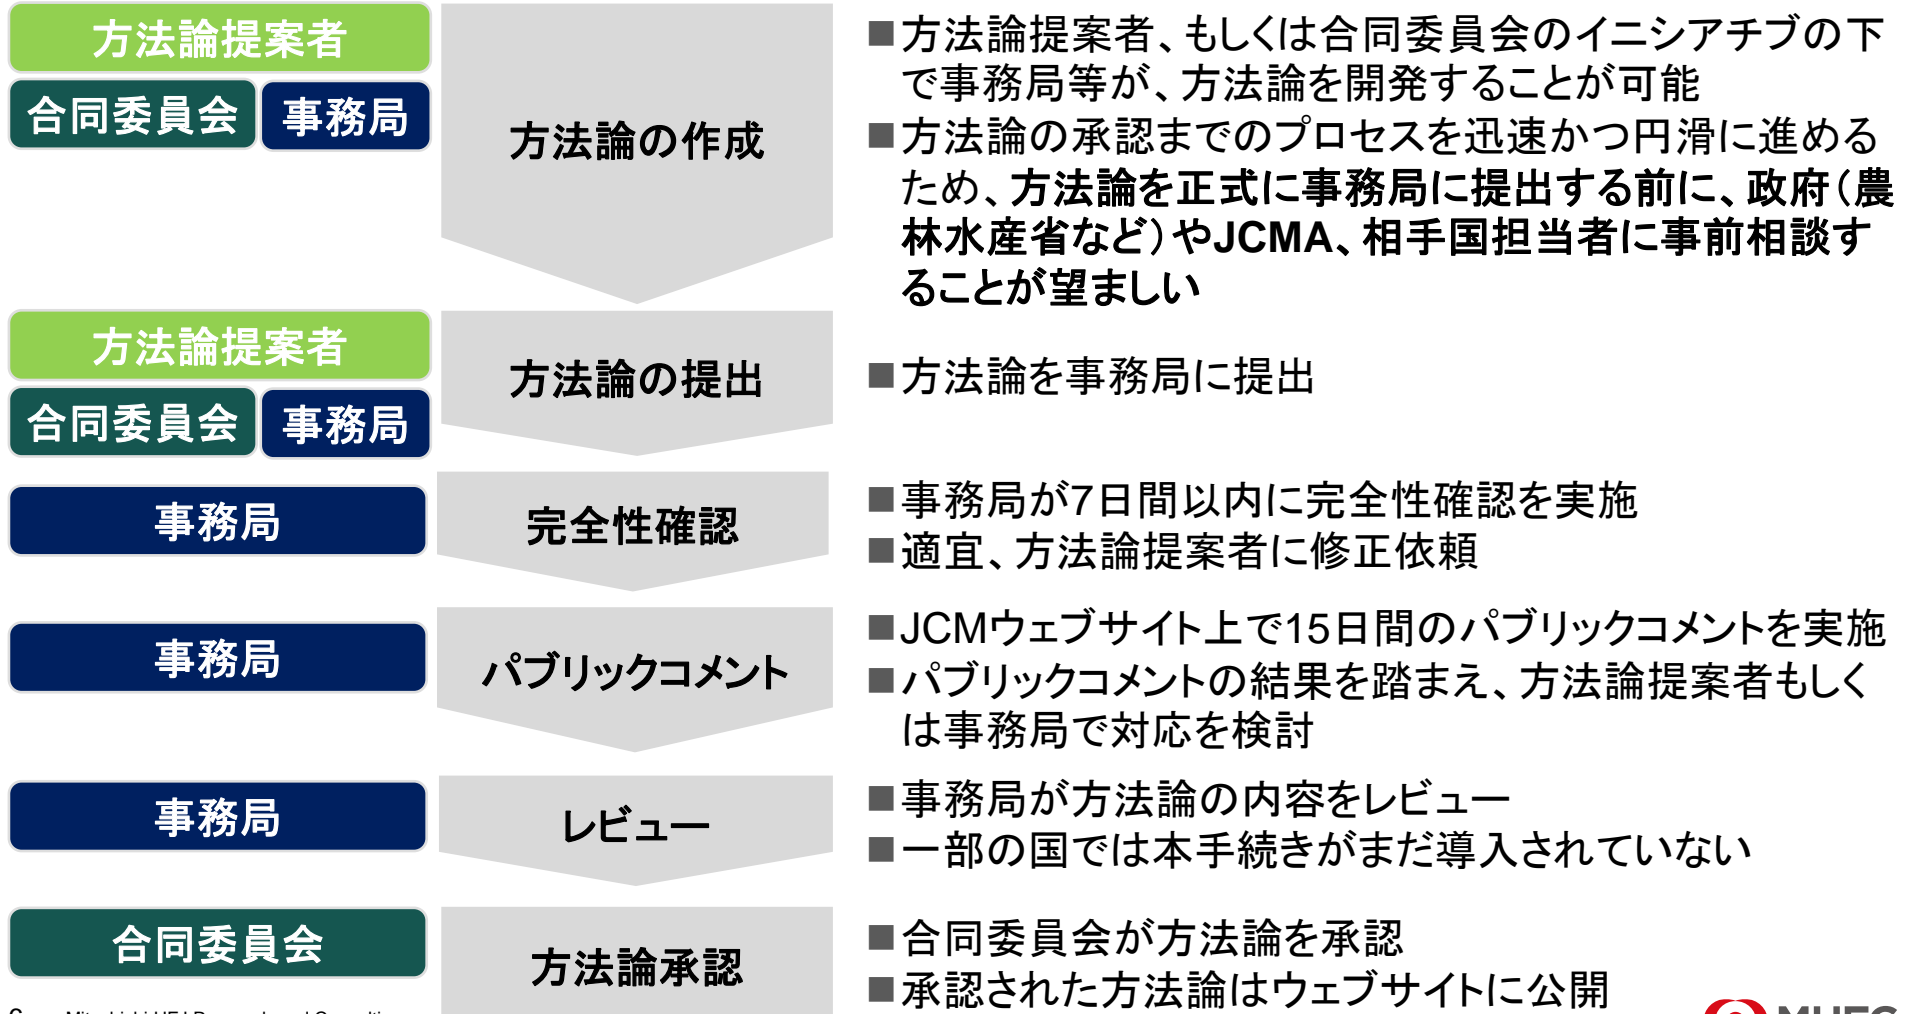 方法論提案者
合同委員会 事務局
方法論の作成
■方法論提案者、もしくは合同委員会のイニシアチブの下
で事務局等が、方法論を開発することが可能
■方法論の承認までのプロセスを迅速かつ円滑に進める
ため、方法論を正式に事務局に提出する前に、政府（農
林水産省など）やJCMA、相手国担当者に事前相談す
ることが望ましい
方法論提案者
合同委員会 事務局
方法論の提出
■方法論を事務局に提出
事務局
完全性確認
■事務局が7日間以内に完全性確認を実施
■適宜、方法論提案者に修正依頼
事務局
パブリックコメント
■JCMウェブサイト上で15日間のパブリックコメントを実施
■パブリックコメントの結果を踏まえ、方法論提案者もしく
は事務局で対応を検討
事務局
レビュー
■事務局が方法論の内容をレビュー
■一部の国では本手続きがまだ導入されていない
合同委員会
方法論承認
■合同委員会が方法論を承認
■承認された方法論はウェブサイトに公開